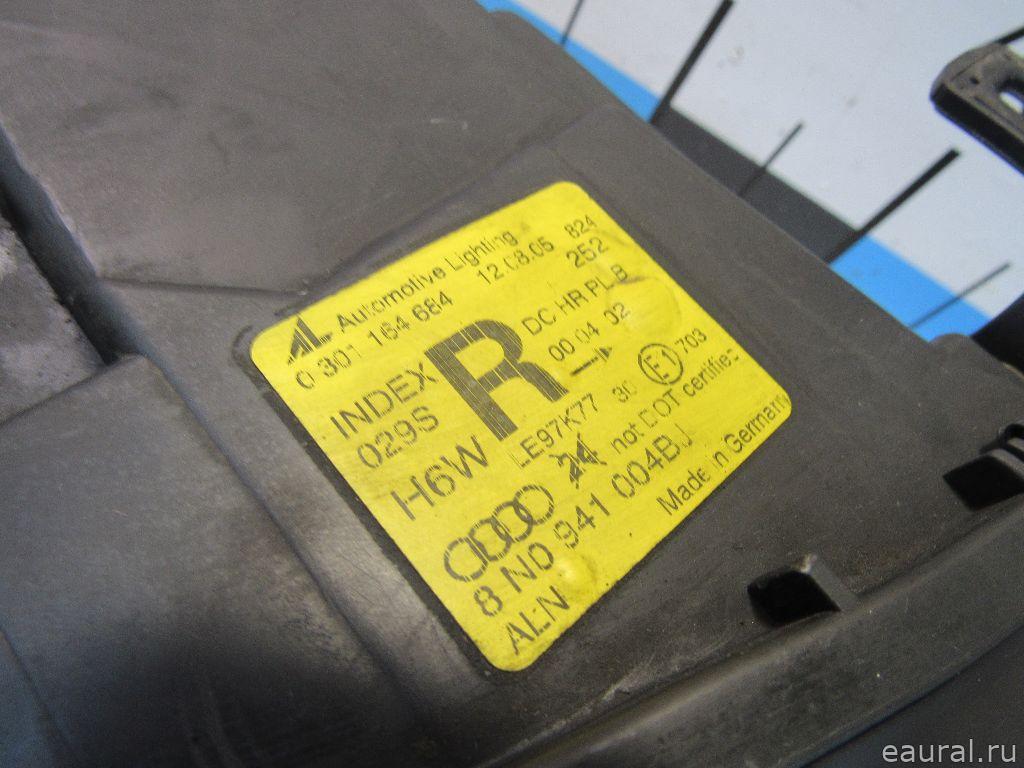 AL Automotive Lighting
0 301 164 684 12.08.05 824
INDEX R DC HR PL B 252
029S 00 04 02
H6W LE97K77 30 E1 703
not DOT certified
8 N0 941 004BJ
ALN Made in Germany
eaural.ru